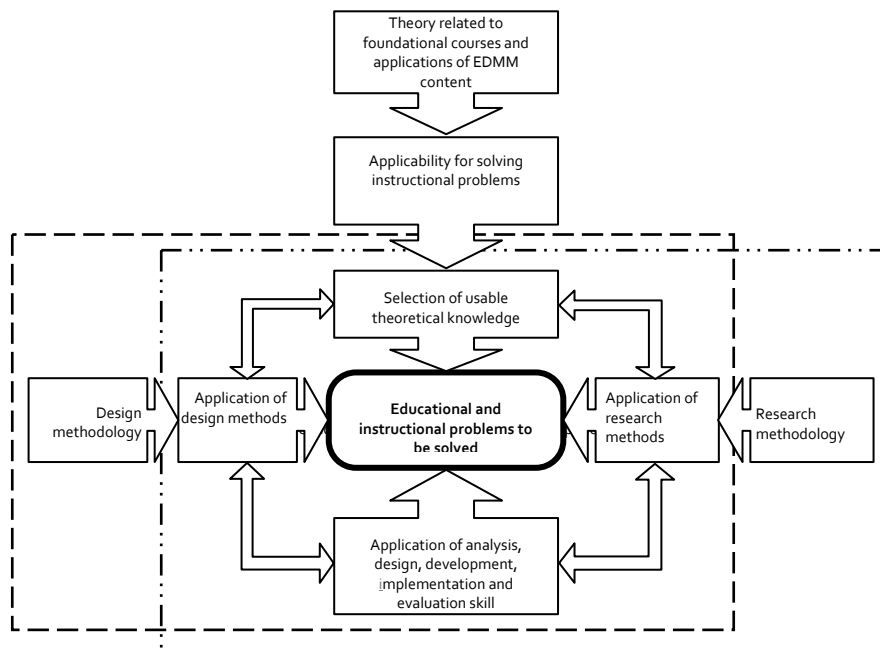 Theory related to
foundational courses and
applications of EDMM
content
Applicability for solving
instructional problems
Selection of usable
theoretical knowledge
Design
methodology
Application of
design methods
Educational and
instructional problems to
be solved
Application of
research
methods
Research
methodology
Application of analysis,
design, development,
implementation and
evaluation skill